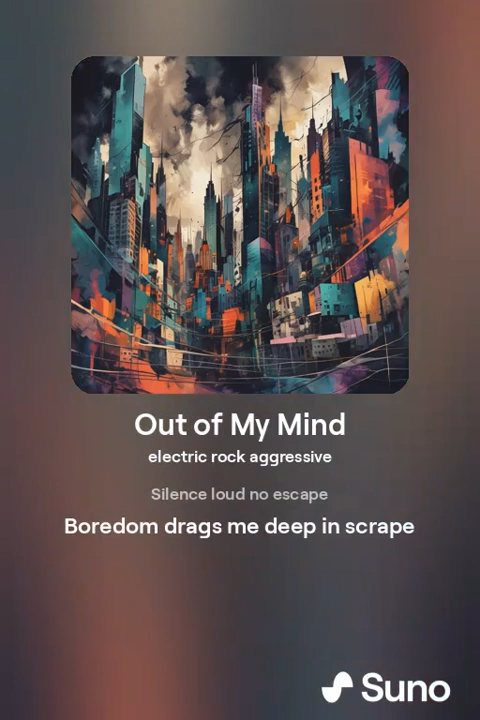 Out of My Mind
electric rock aggressive
Silence loud no escape
Boredom drags me deep in scrape
Suno